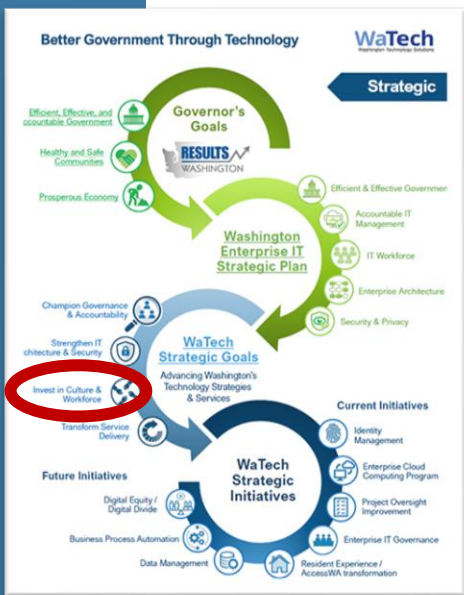 Better Government Through Technology
WaTech
Washington Technology Solutions
Strategic
Governor's
Goals
RESULTS
WASHINGTON
Efficient, Effective, and
ccountable Government
Healthy and Safe
Communities
Prosperous Economy
Washington
Enterprise IT
Strategic Plan
Efficient & Effective Governmen
Accountable IT
Management
IT Workforce
Enterprise Architecture
Security & Privacy
WaTech
Strategic Goals
Advancing Washington's
Technology Strategies
& Services
Champion Governance
& Accountability
Strengthen IT
chitecture & Security
Invest in Culture &
Workforce
Transform Service
Delivery
WaTech
Strategic
Initiatives
Current Initiatives
Identity
Management
Enterprise Cloud
Computing Program
Project Oversight
Improvement
Enterprise IT Governance
Resident Experience /
AccessWA transformation
Future Initiatives
Digital Equity /
Digital Divide
Business Process Automation
Data Management